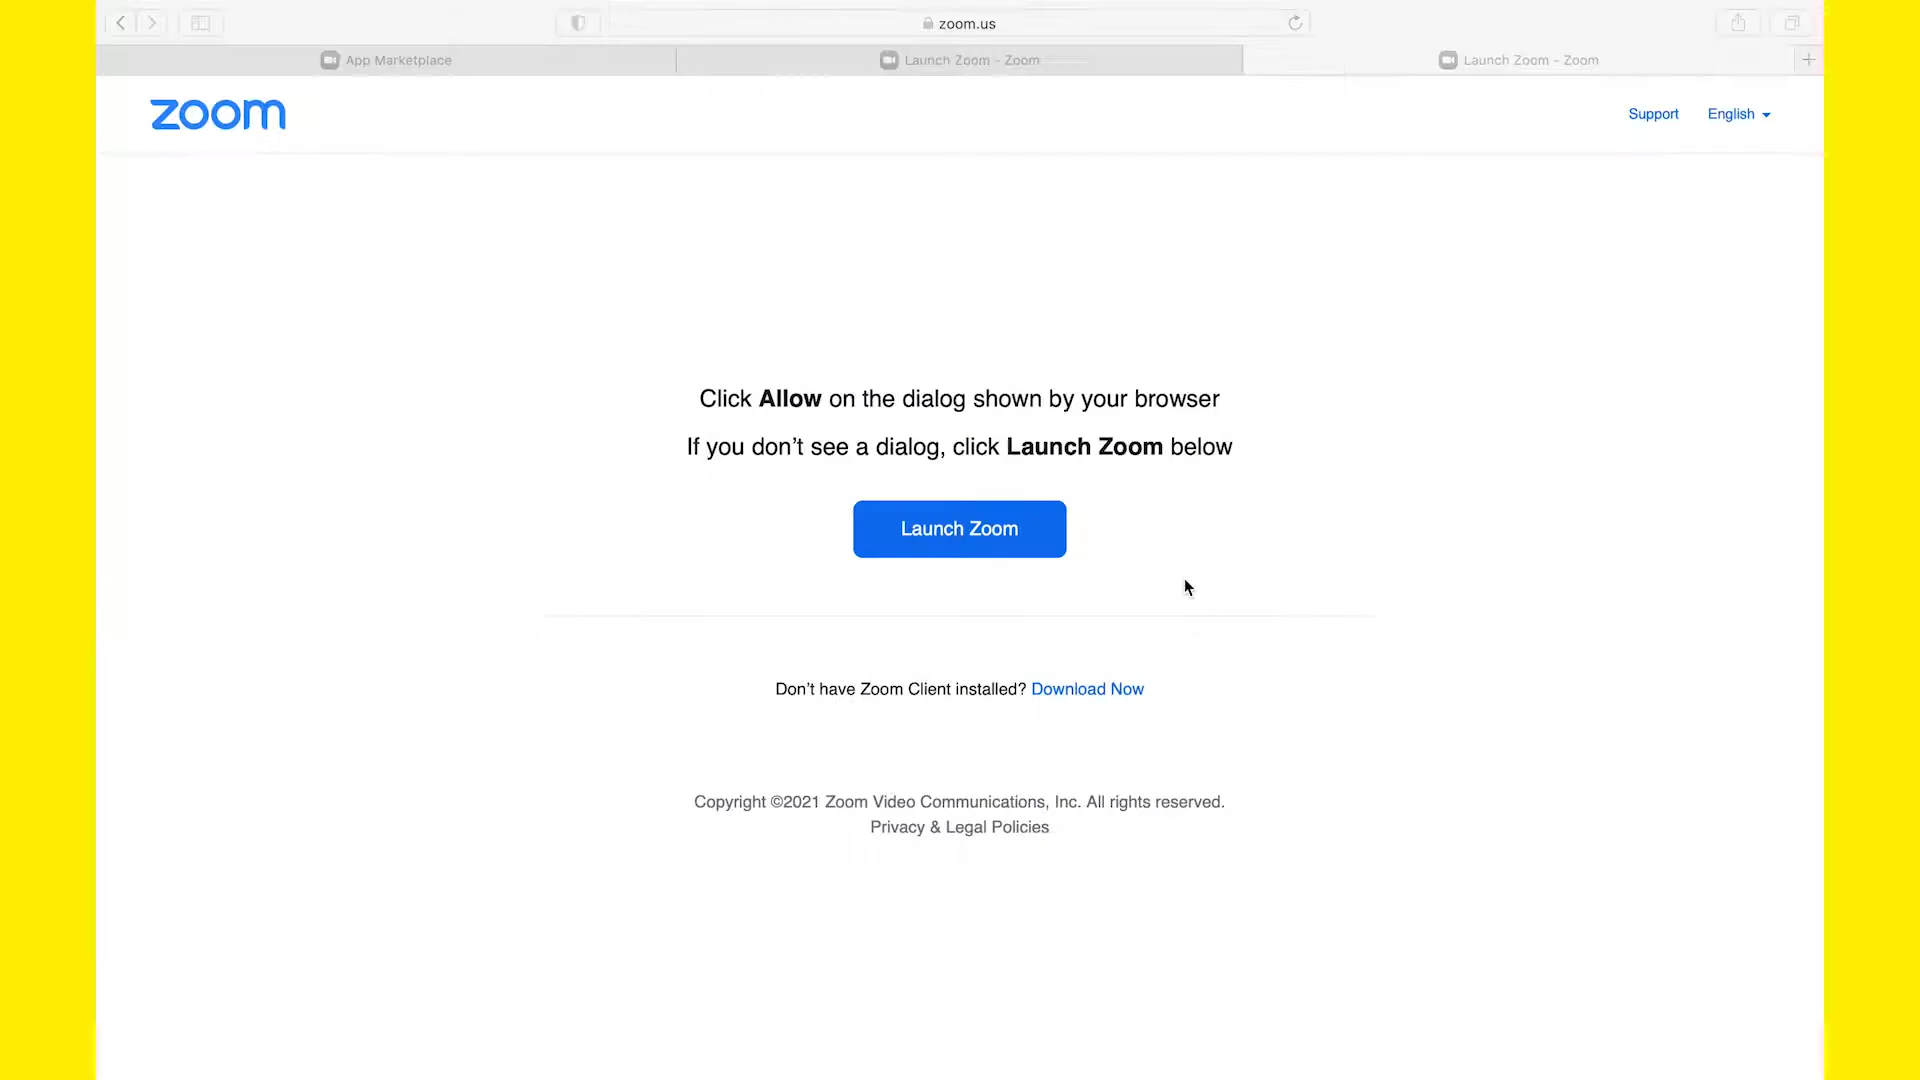 zoom.us
App Marketplace
Launch Zoom - Zoom
Launch Zoom - Zoom
zoom
Support
English
Click Allow on the dialog shown by your browser
If you don’t see a dialog, click Launch Zoom below
Launch Zoom
Don’t have Zoom Client installed? Download Now
Copyright ©2021 Zoom Video Communications, Inc. All rights reserved.
Privacy & Legal Policies